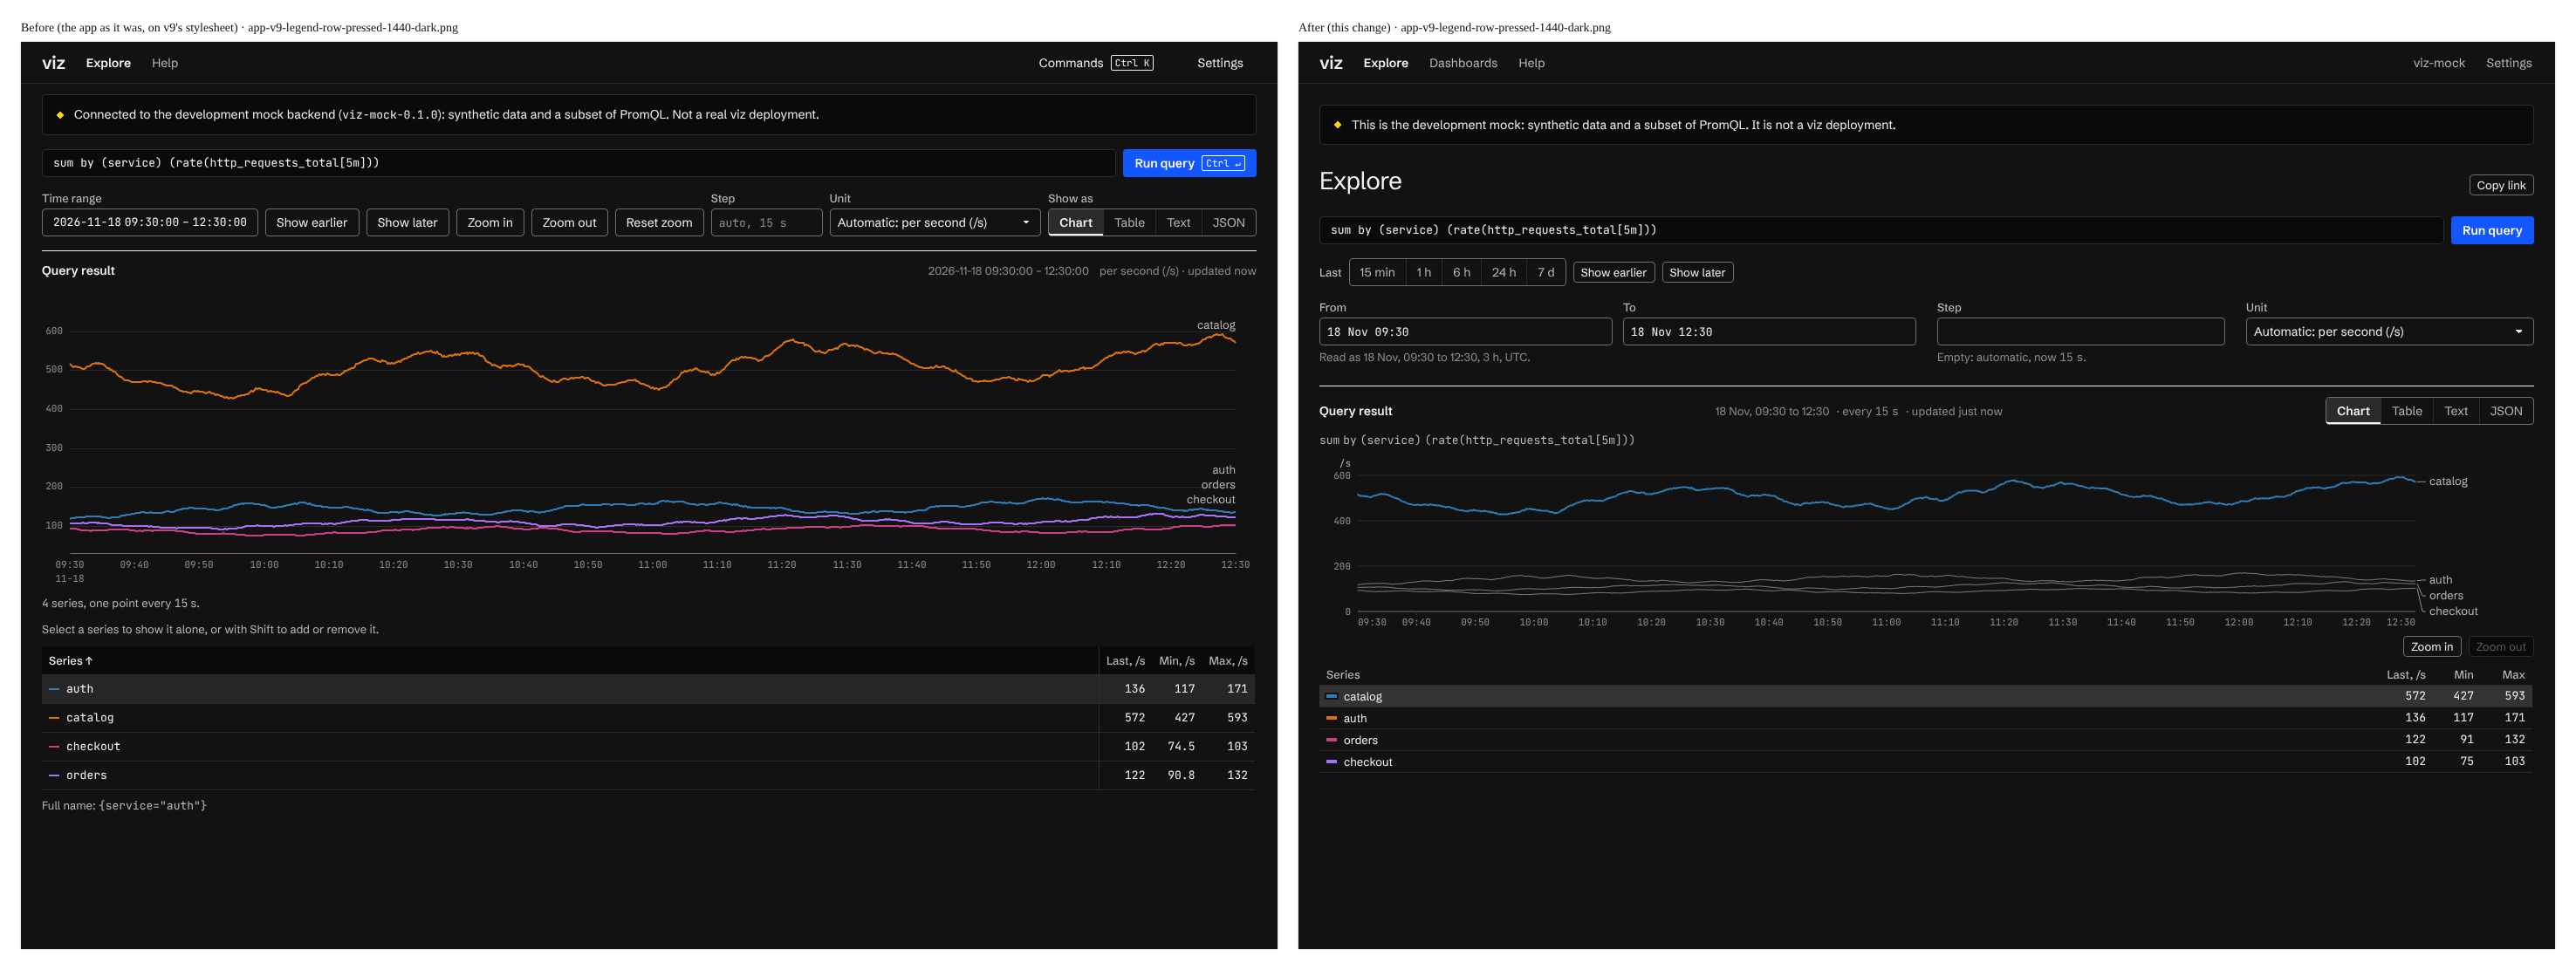 Before (the app as it was, on v9's stylesheet) · app-v9-legend-row-pressed-1440-dark.png
viz Explore Help Commands Ctrl K Settings
Connected to the development mock backend (viz-mock-0.1.0): synthetic data and a subset of PromQL. Not a real viz deployment.
sum by (service) (rate(http_requests_total[5m])) Run query Ctrl ↵
Time range Step Unit Show as
2026-11-18 09:30:00 – 12:30:00 Show earlier Show later Zoom in Zoom out Reset zoom auto, 15 s Automatic: per second (/s) Chart Table Text JSON
Query result 2026-11-18 09:30:00 – 12:30:00 per second (/s) · updated now
catalog
600
500
400
300
auth
200 orders
checkout
100
09:30 09:40 09:50 10:00 10:10 10:20 10:30 10:40 10:50 11:00 11:10 11:20 11:30 11:40 11:50 12:00 12:10 12:20 12:30
11-18
4 series, one point every 15 s.
Select a series to show it alone, or with Shift to add or remove it.
Series ↑ Last, /s Min, /s Max, /s
auth 136 117 171
catalog 572 427 593
checkout 102 74.5 103
orders 122 90.8 132
Full name: {service="auth"}
After (this change) · app-v9-legend-row-pressed-1440-dark.png
viz Explore Dashboards Help viz-mock Settings
This is the development mock: synthetic data and a subset of PromQL. It is not a viz deployment.
Explore Copy link
sum by (service) (rate(http_requests_total[5m])) Run query
Last 15 min 1 h 6 h 24 h 7 d Show earlier Show later
From To Step Unit
18 Nov 09:30 18 Nov 12:30 Automatic: per second (/s)
Read as 18 Nov, 09:30 to 12:30, 3 h, UTC. Empty: automatic, now 15 s.
Query result 18 Nov, 09:30 to 12:30 · every 15 s · updated just now Chart Table Text JSON
sum by (service) (rate(http_requests_total[5m]))
/s
600 catalog
400
200
auth
orders
0 checkout
09:30 09:40 09:50 10:00 10:10 10:20 10:30 10:40 10:50 11:00 11:10 11:20 11:30 11:40 11:50 12:00 12:10 12:20 12:30
Zoom in Zoom out
Series Last, /s Min Max
catalog 572 427 593
auth 136 117 171
orders 122 91 132
checkout 102 75 103